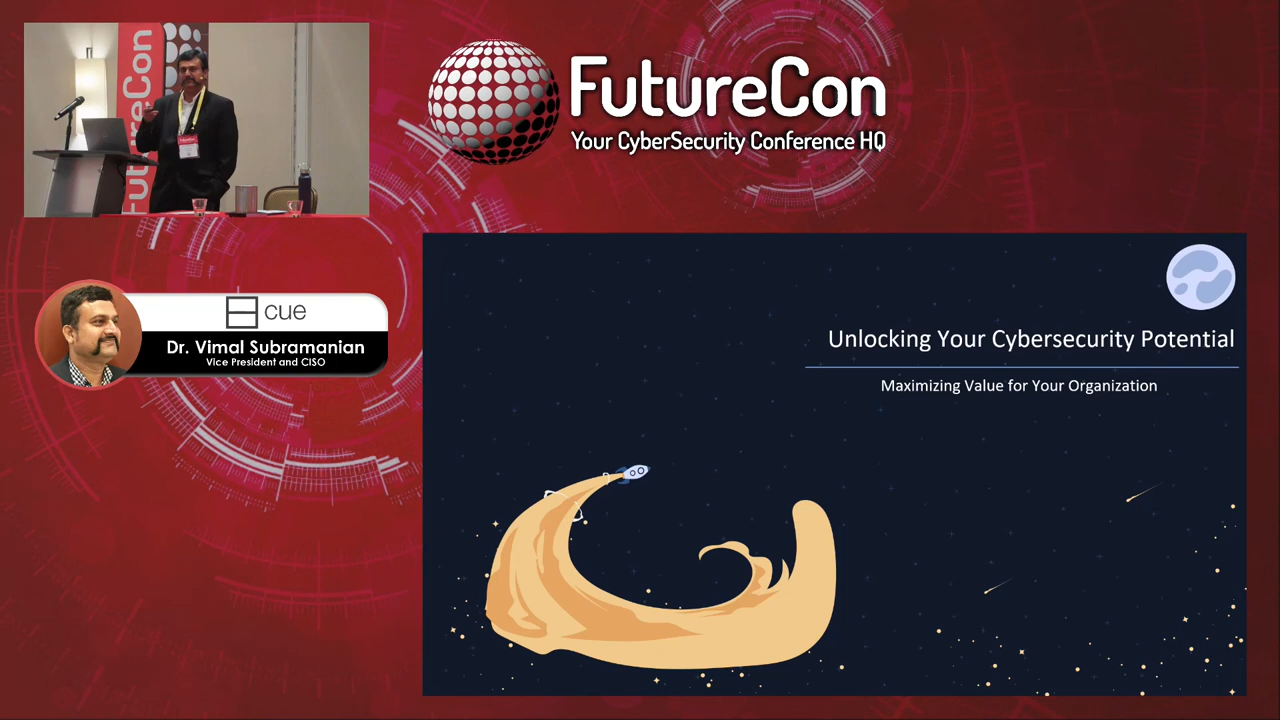 FutureCon
FutureCon
Your CyberSecurity Conference HQ
cue
Dr. Vimal Subramanian
Vice President and CISO
Unlocking Your Cybersecurity Potential
Maximizing Value for Your Organization